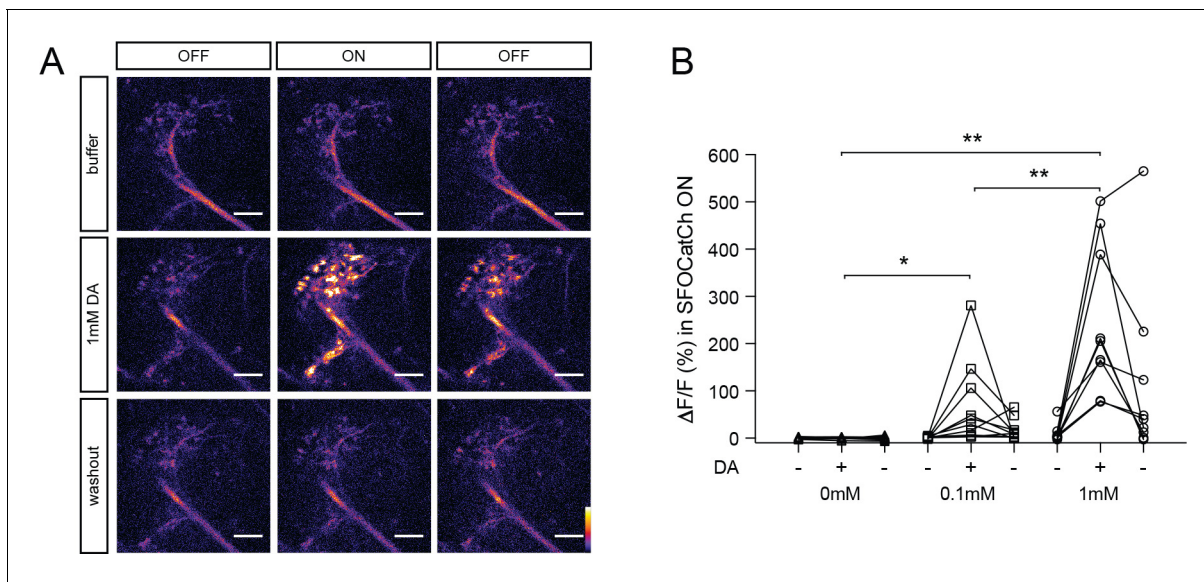 A
OFF
ON
OFF
buffer
1mM DA
washout
B
ΔF/F (%) in SFOCatCh ON
600
500
400
300
200
100
0
**
**
*
DA - + - - + - - + -
0mM 0.1mM 1mM